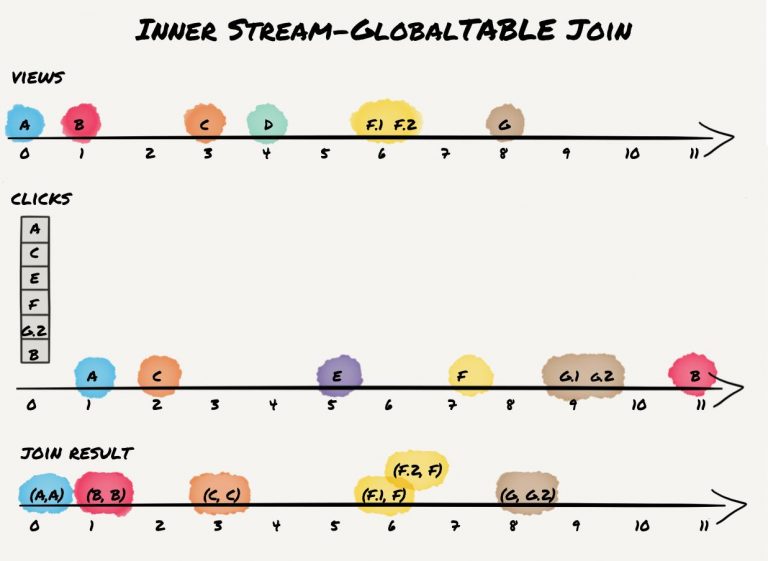 INNER STREAM-GLOBALTABLE JOIN
VIEWS
A B C D F.1 F.2 G
0 1 2 3 4 5 6 7 8 9 10 11
CLICKS
A
C
E
F
G.2
B
A C E F G.1 G.2 B
0 1 2 3 4 5 6 7 8 9 10 11
JOIN RESULT
(F.2, F)
(A,A) (B, B) (C, C) (F.1, F) (G, G.2)
0 1 2 3 4 5 6 7 8 9 10 11